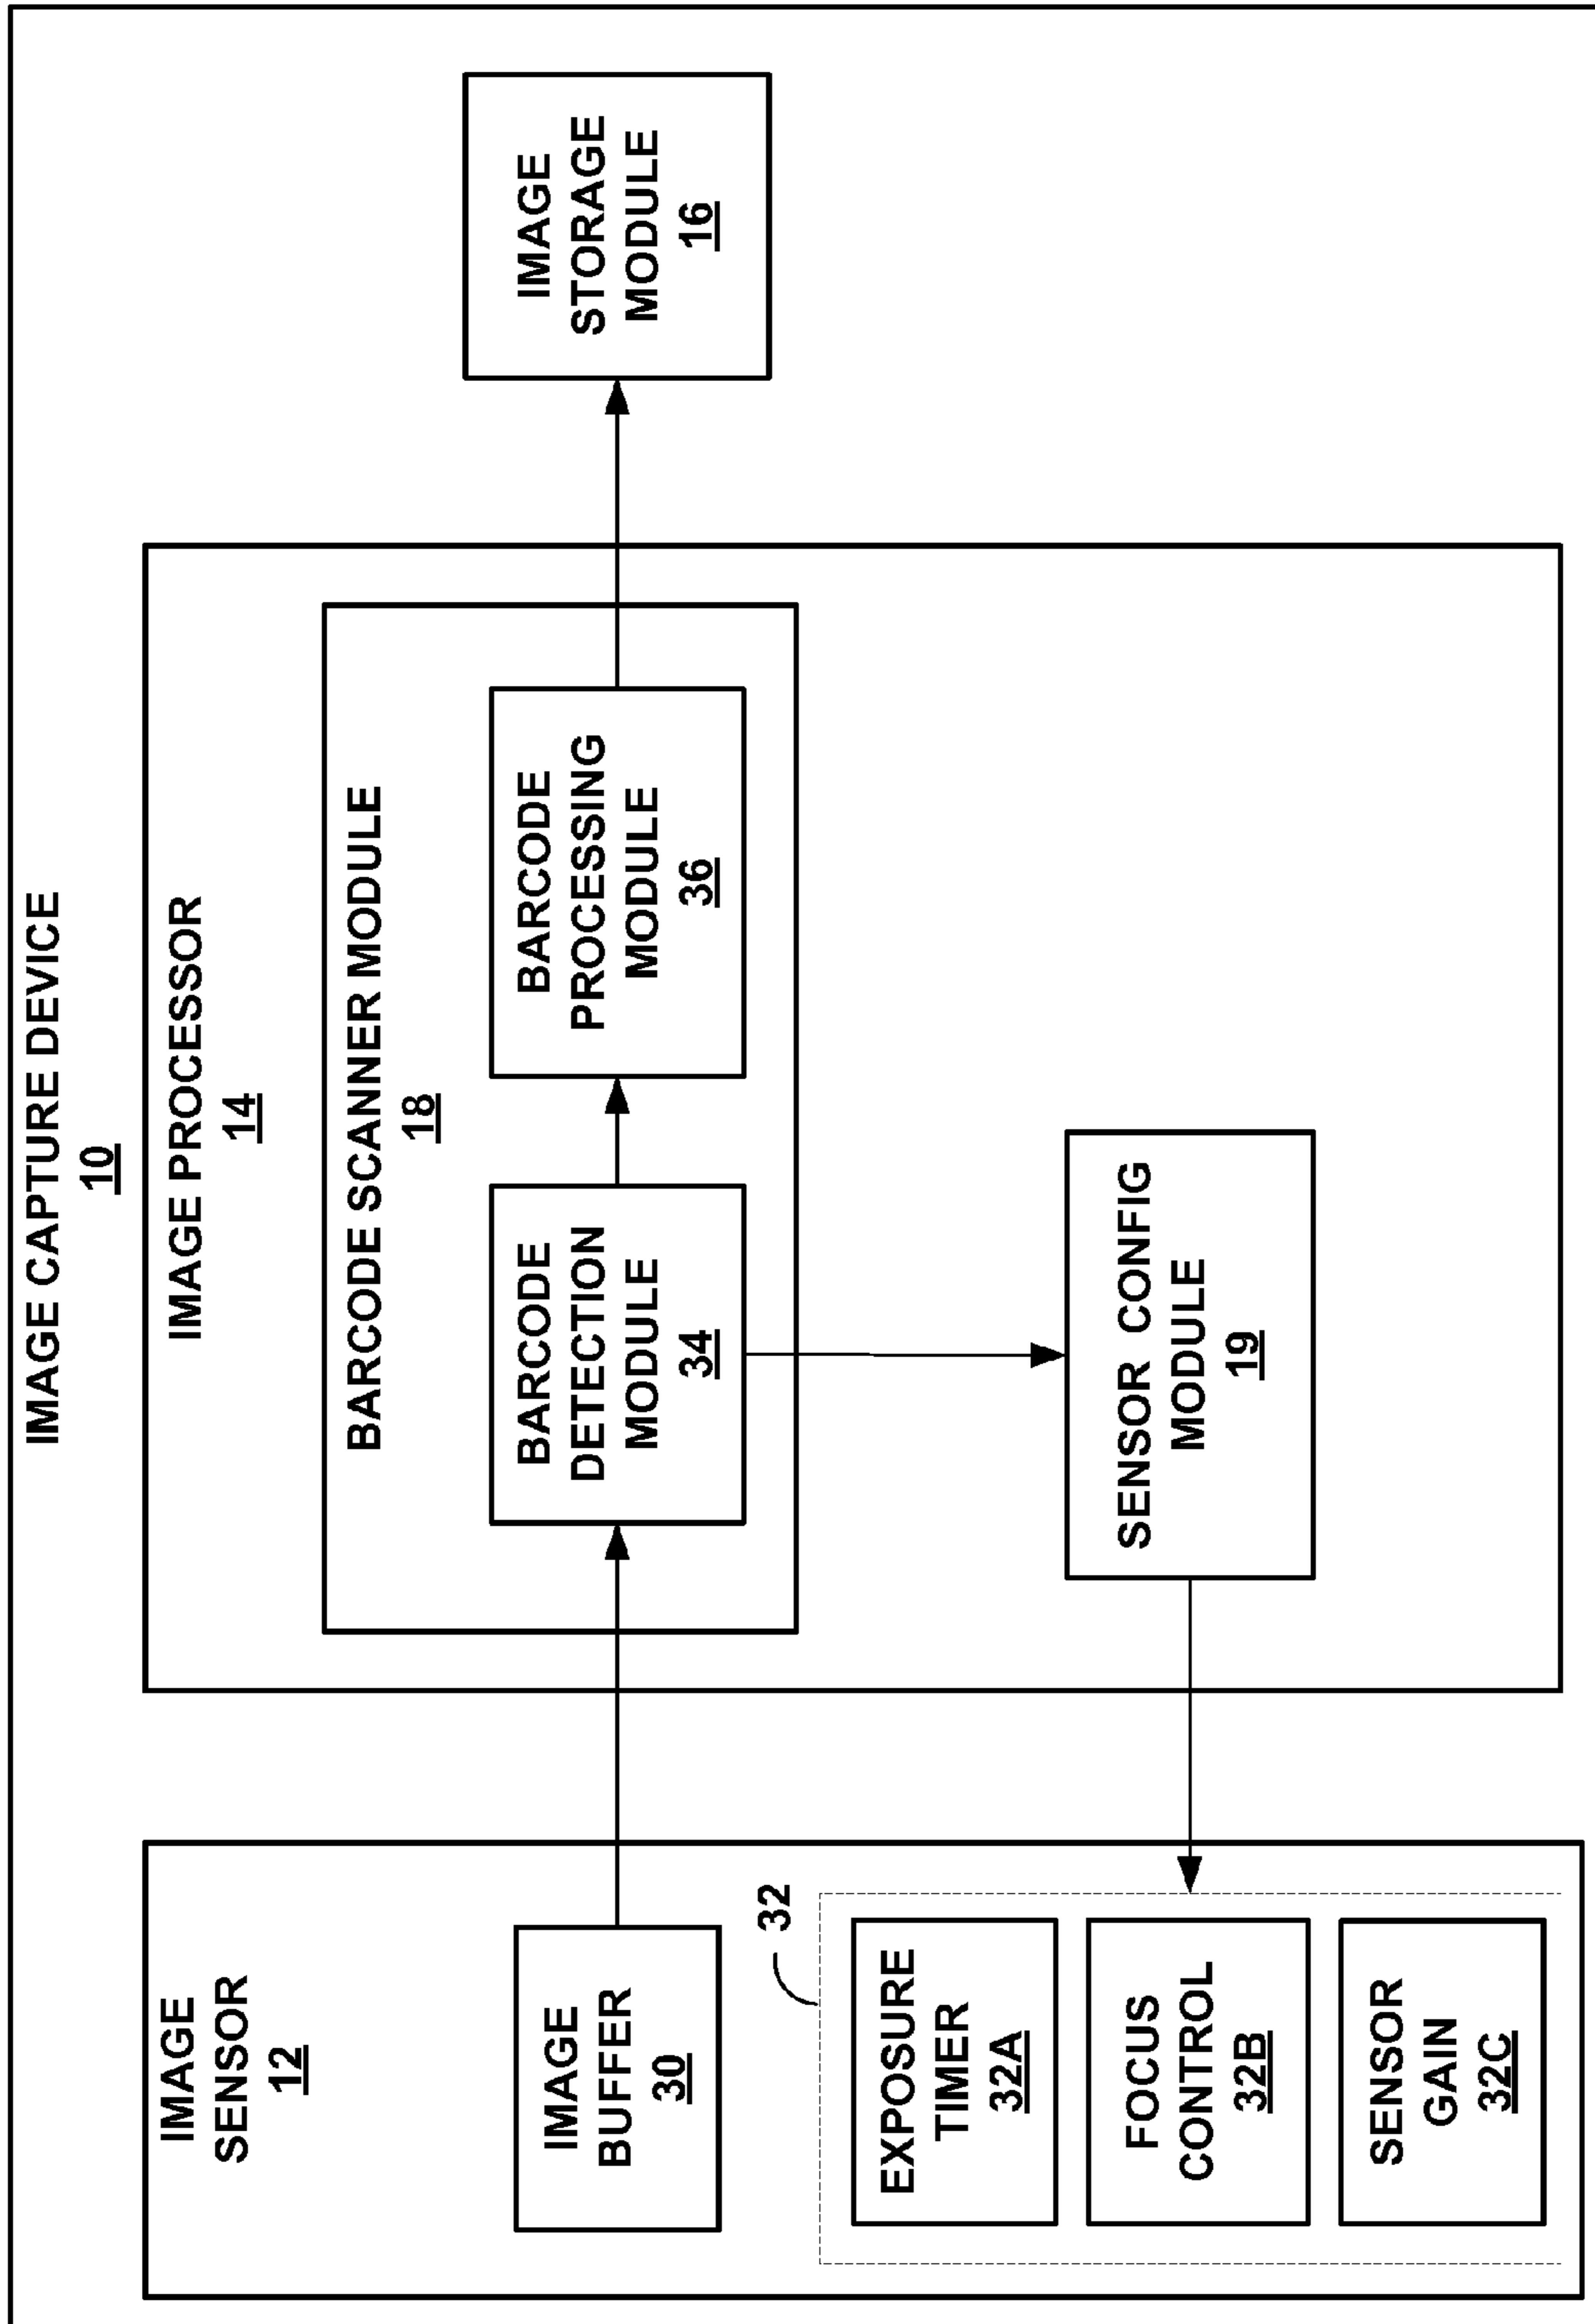 IMAGE CAPTURE DEVICE
10
IMAGE
SENSOR
12
IMAGE
BUFFER
30
32
EXPOSURE
TIMER
32A
FOCUS
CONTROL
32B
SENSOR
GAIN
32C
IMAGE PROCESSOR
14
BARCODE SCANNER MODULE
18
BARCODE
DETECTION
MODULE
34
BARCODE
PROCESSING
MODULE
36
SENSOR CONFIG
MODULE
19
IMAGE
STORAGE
MODULE
16